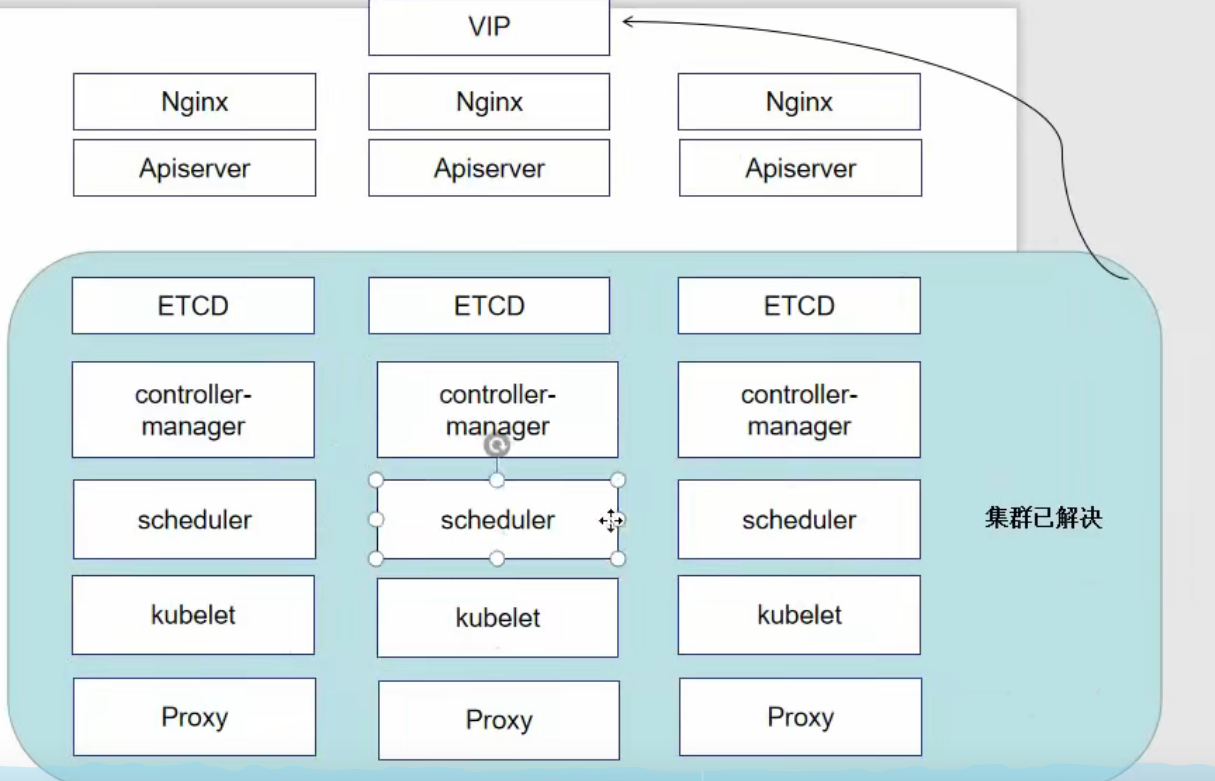 VIP
Nginx
Nginx
Nginx
Apiserver
Apiserver
Apiserver
ETCD
ETCD
ETCD
controller-
manager
controller-
manager
controller-
manager
scheduler
scheduler
scheduler
集群已解决
kubelet
kubelet
kubelet
Proxy
Proxy
Proxy